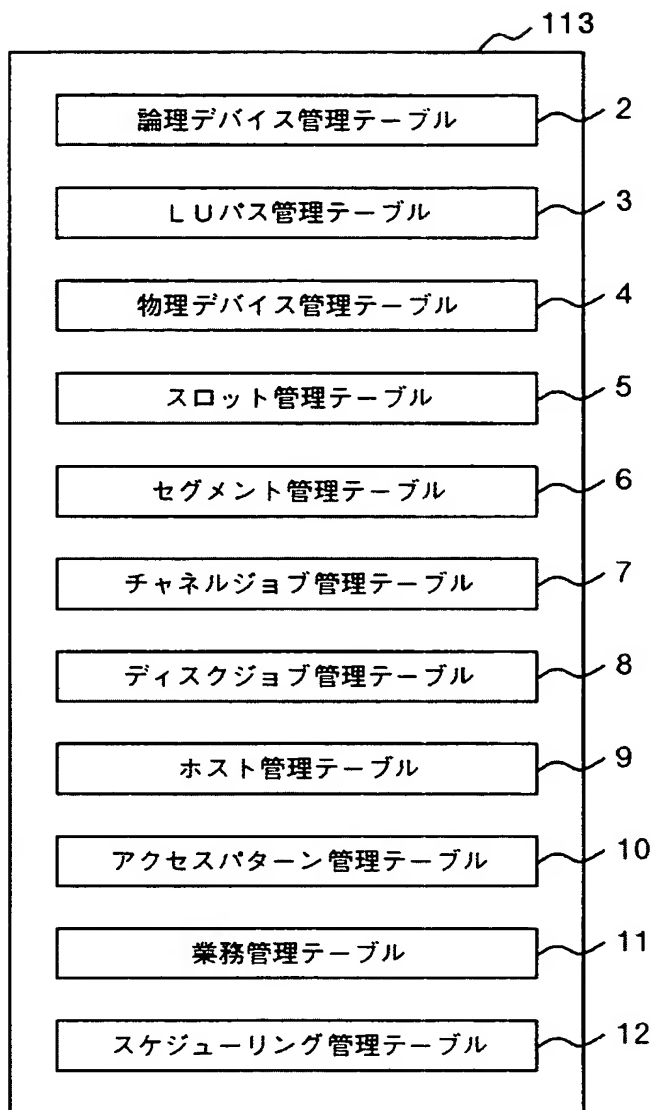 113
論理デバイス管理テーブル 2
LUパス管理テーブル 3
物理デバイス管理テーブル 4
スロット管理テーブル 5
セグメント管理テーブル 6
チャネルジョブ管理テーブル 7
ディスクジョブ管理テーブル 8
ホスト管理テーブル 9
アクセスパターン管理テーブル 10
業務管理テーブル 11
スケジューリング管理テーブル 12